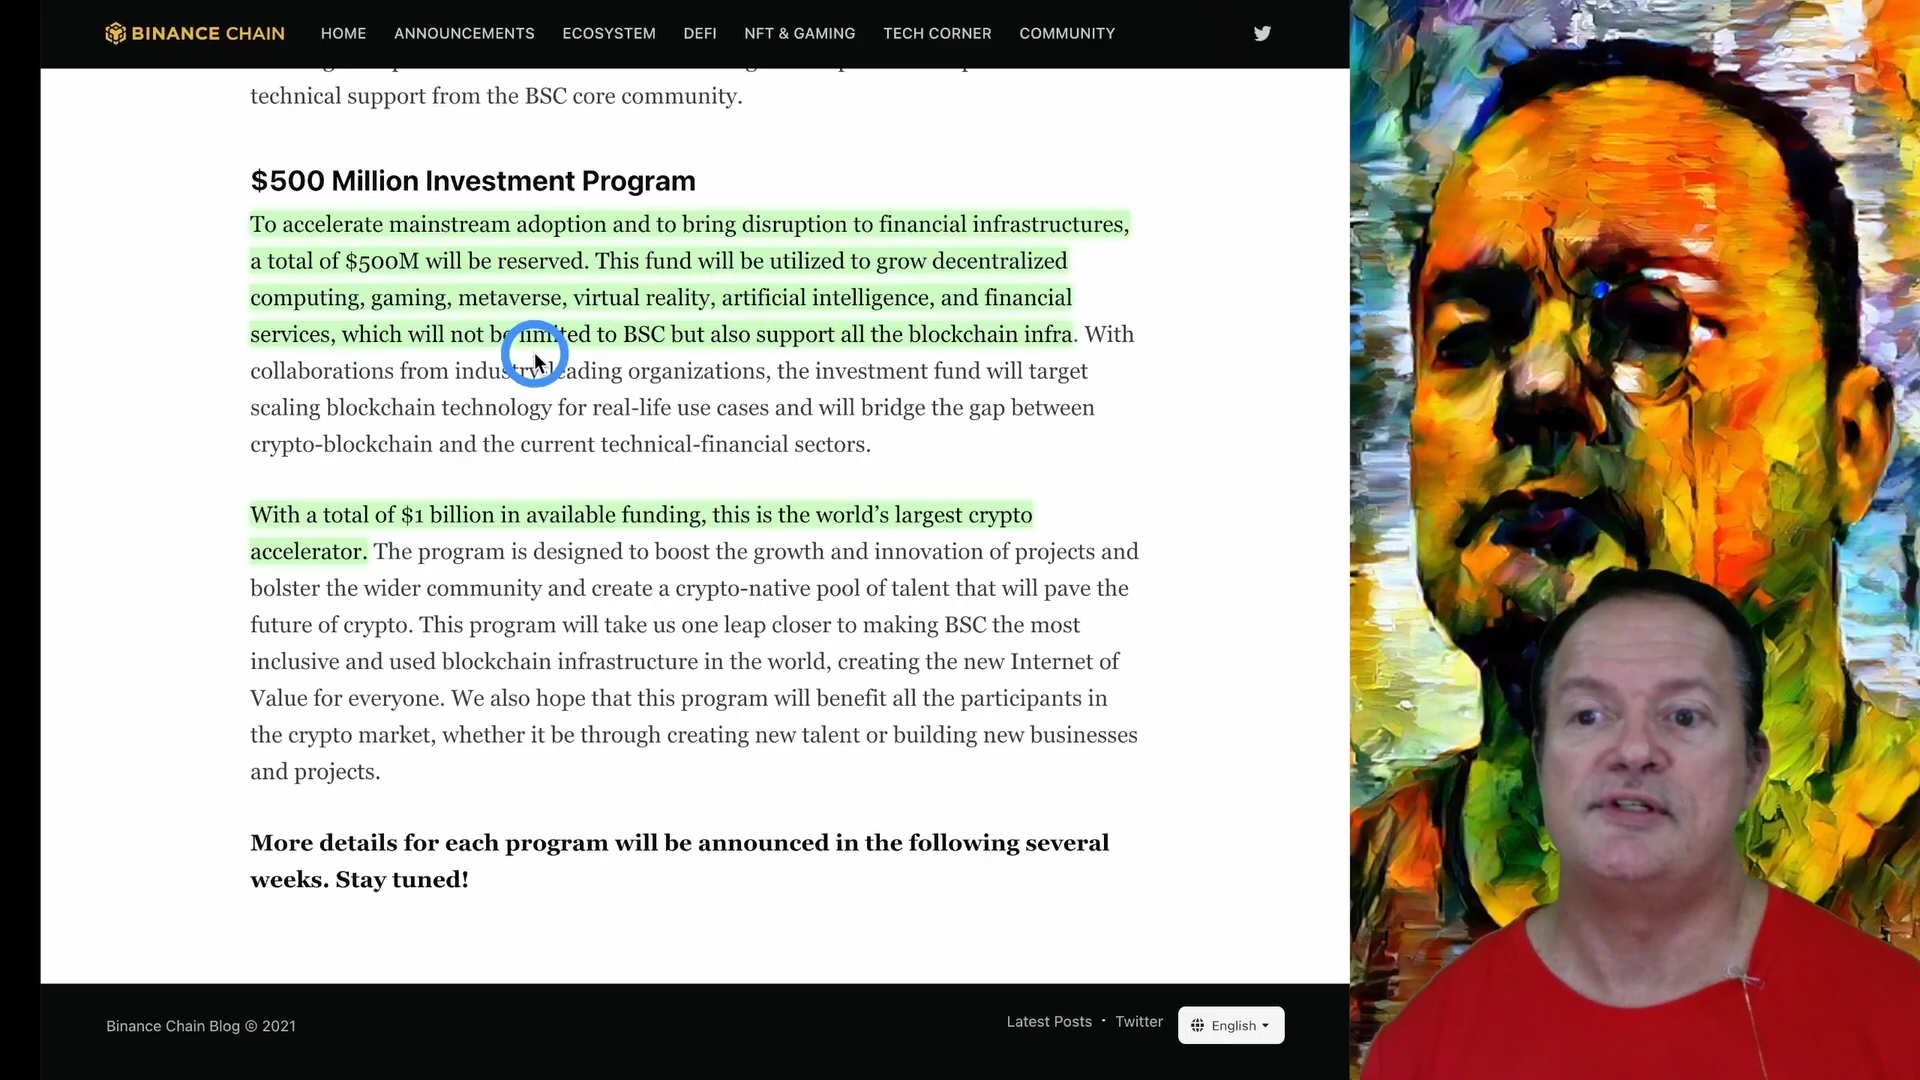 BINANCE CHAIN HOME ANNOUNCEMENTS ECOSYSTEM DEFI NFT & GAMING TECH CORNER COMMUNITY
technical support from the BSC core community.
$500 Million Investment Program
To accelerate mainstream adoption and to bring disruption to financial infrastructures,
a total of $500M will be reserved. This fund will be utilized to grow decentralized
computing, gaming, metaverse, virtual reality, artificial intelligence, and financial
services, which will not be limited to BSC but also support all the blockchain infra. With
collaborations from industry-leading organizations, the investment fund will target
scaling blockchain technology for real-life use cases and will bridge the gap between
crypto-blockchain and the current technical-financial sectors.
With a total of $1 billion in available funding, this is the world’s largest crypto
accelerator. The program is designed to boost the growth and innovation of projects and
bolster the wider community and create a crypto-native pool of talent that will pave the
future of crypto. This program will take us one leap closer to making BSC the most
inclusive and used blockchain infrastructure in the world, creating the new Internet of
Value for everyone. We also hope that this program will benefit all the participants in
the crypto market, whether it be through creating new talent or building new businesses
and projects.
More details for each program will be announced in the following several
weeks. Stay tuned!
Binance Chain Blog © 2021 Latest Posts • Twitter English